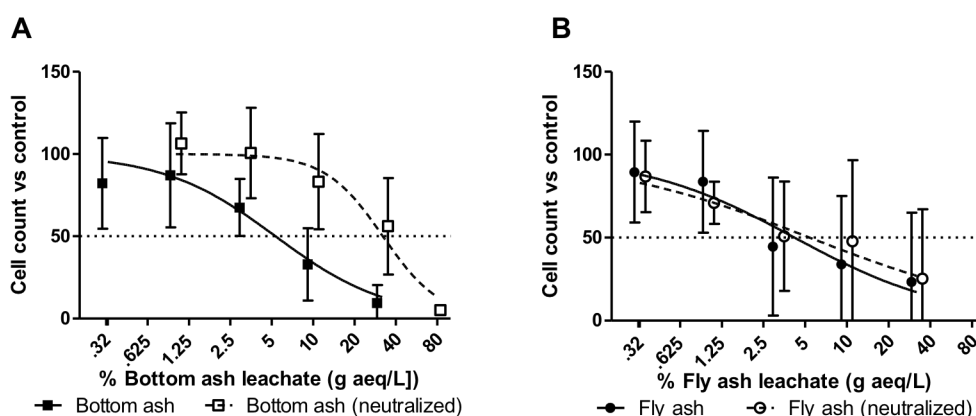 A
Cell count vs control
150
100
50
0
.32
.625
1.25
2.5
5
10
20
40
80
% Bottom ash leachate (g aeq/L])
Bottom ash
Bottom ash (neutralized)
B
Cell count vs control
150
100
50
0
.32
.625
1.25
2.5
5
10
20
40
80
% Fly ash leachate (g aeq/L)
Fly ash
Fly ash (neutralized)